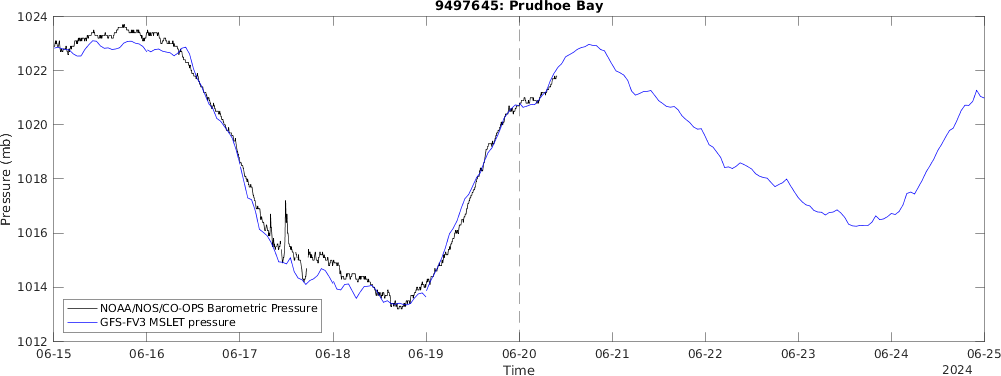 9497645: Prudhoe Bay
1024
1022
1020
1018
1016
1014
1012
Pressure (mb)
NOAA/NOS/CO-OPS Barometric Pressure
GFS-FV3 MSLET pressure
06-15 06-16 06-17 06-18 06-19 06-20 06-21 06-22 06-23 06-24 06-25
Time
2024